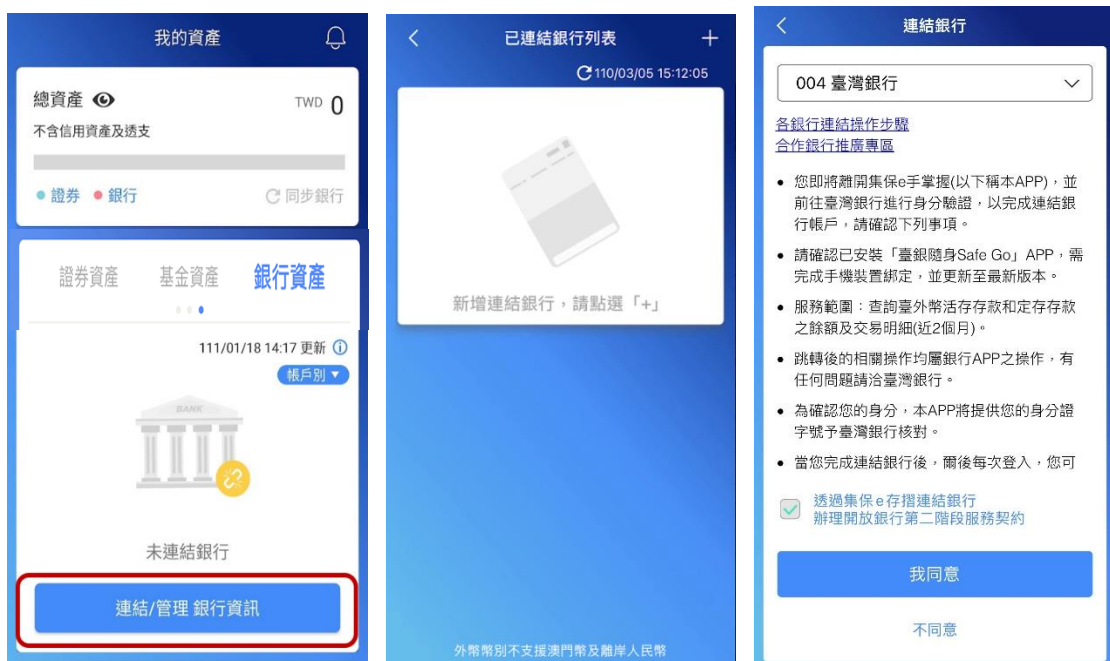 我的資產
總資產
TWD 0
不含信用資產及透支
證券 銀行
同步銀行
證券資產 基金資產 銀行資產
111/01/18 14:17 更新
帳戶別
BANK
未連結銀行
連結/管理 銀行資訊
已連結銀行列表
110/03/05 15:12:05
新增連結銀行，請點選「+」
外幣幣別不支援澳門幣及離岸人民幣
連結銀行
004 臺灣銀行
各銀行連結操作步驟
合作銀行推廣專區
• 您即將離開集保e手掌握(以下稱本APP)，並
前往臺灣銀行進行身分驗證，以完成連結銀
行帳戶，請確認下列事項。
• 請確認已安裝「臺銀隨身Safe Go」APP，需
完成手機裝置綁定，並更新至最新版本。
• 服務範圍：查詢臺外幣活存存款和定存存款
之餘額及交易明細(近2個月)。
• 跳轉後的相關操作均屬銀行APP之操作，有
任何問題請洽臺灣銀行。
• 為確認您的身分，本APP將提供您的身分證
字號予臺灣銀行核對。
• 當您完成連結銀行後，爾後每次登入，您可
透過集保e存摺連結銀行
辦理開放銀行第二階段服務契約
我同意
不同意